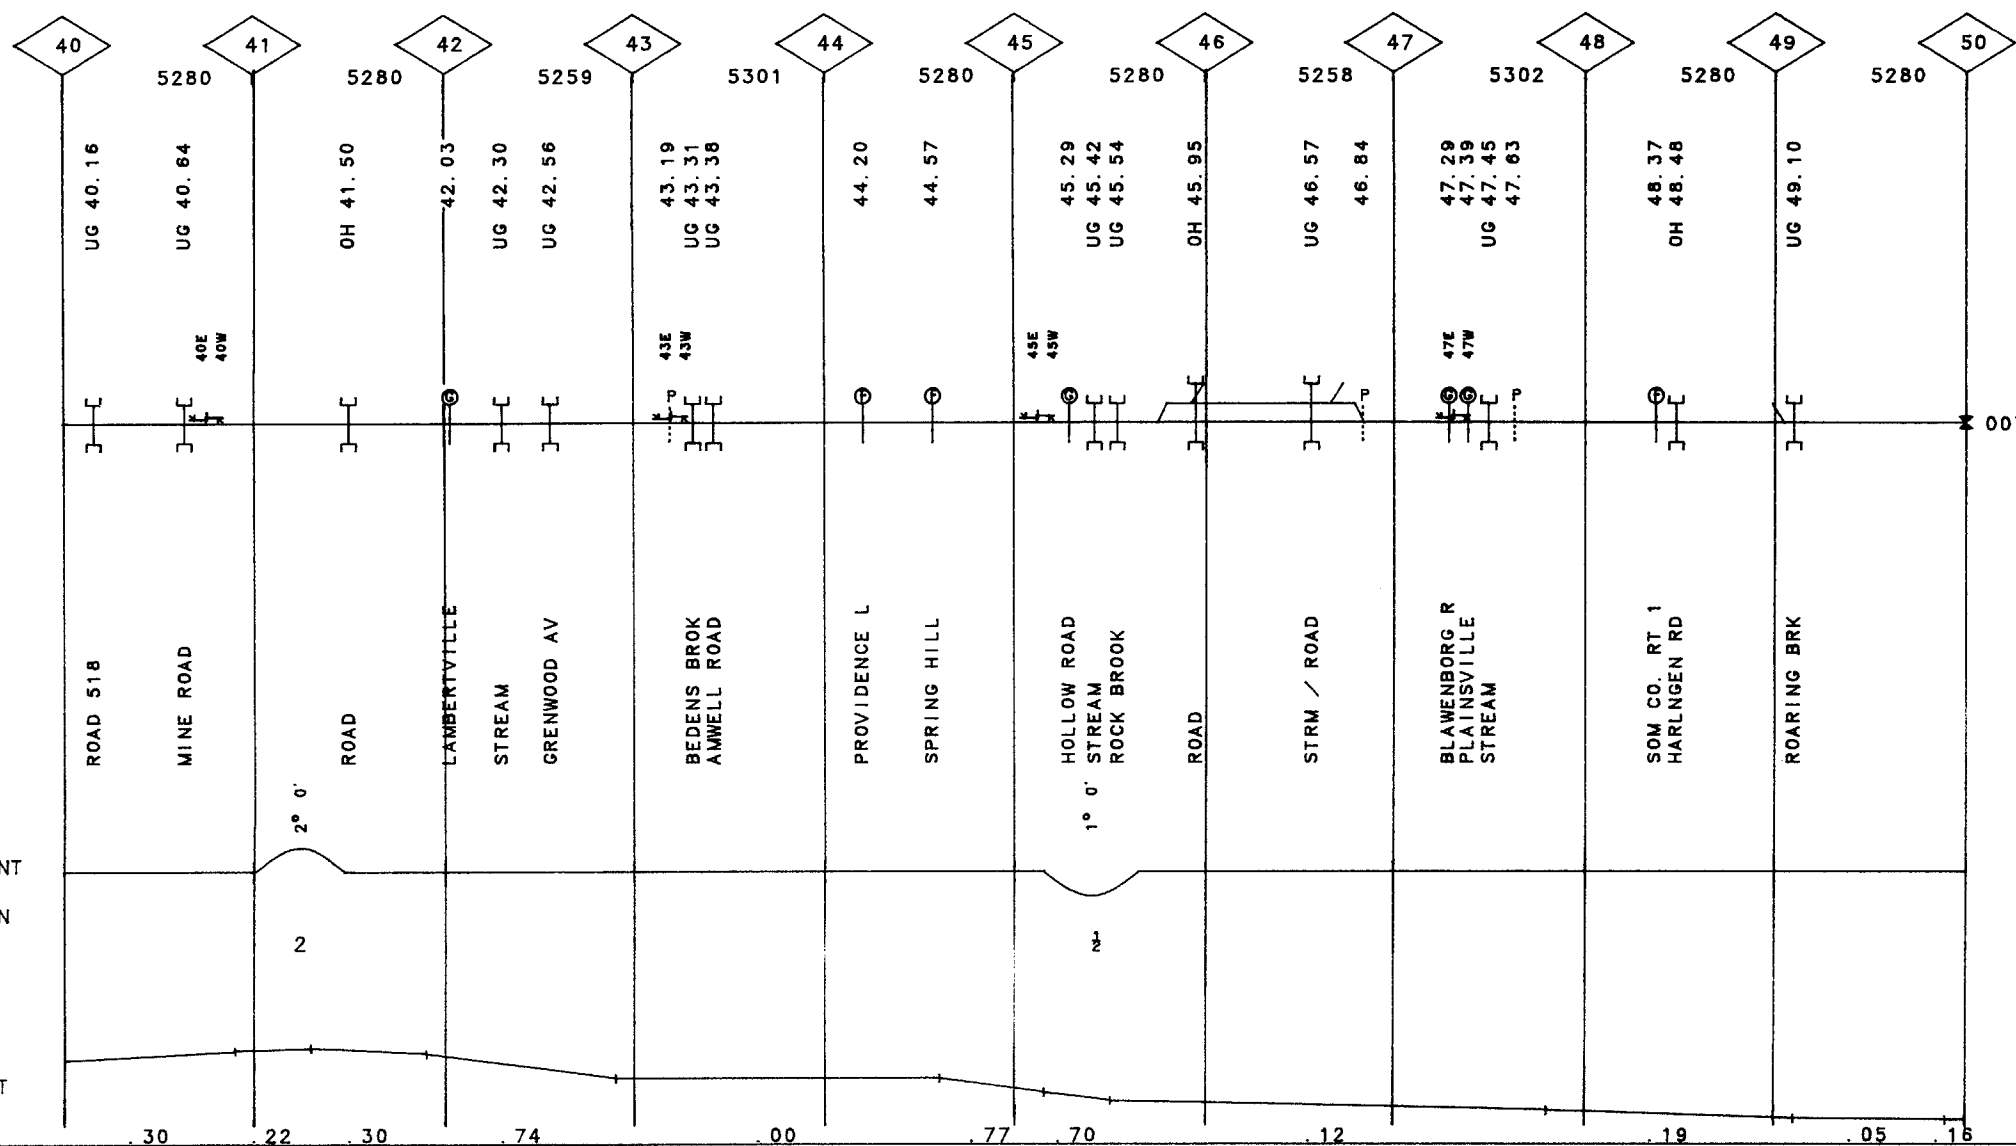 40 41 42 43 44 45 46 47 48 49 50
5280 5280 5259 5301 5280 5280 5258 5302 5280 5280
UG 40.16
UG 40.64
OH 41.50
42.03
UG 42.30
UG 42.56
43.19
UG 43.31
UG 43.38
44.20
44.57
45.29
UG 45.42
UG 45.54
OH 45.95
UG 46.57
46.84
47.29
47.39
UG 47.45
47.63
48.37
OH 48.48
UG 49.10
40E
40W
43E
43W
45E
45W
47E
47W
G P F F G P G G P F
00
ROAD 518
MINE ROAD
ROAD
LAMBERTVILLE
STREAM
GRENWOOD AV
BEDENS BROK
AMWELL ROAD
PROVIDENCE L
SPRING HILL
HOLLOW ROAD
STREAM
ROCK BROOK
ROAD
STRM / ROAD
BLAWENBORG R
PLAINSVILLE
STREAM
SOM CO. RT 1
HARLNGEN RD
ROARING BRK
2° 0'
1° 0'
NT
N
2 ½
T
.30 .22 .30 .74 .00 .77 .70 .12 .19 .05 .16